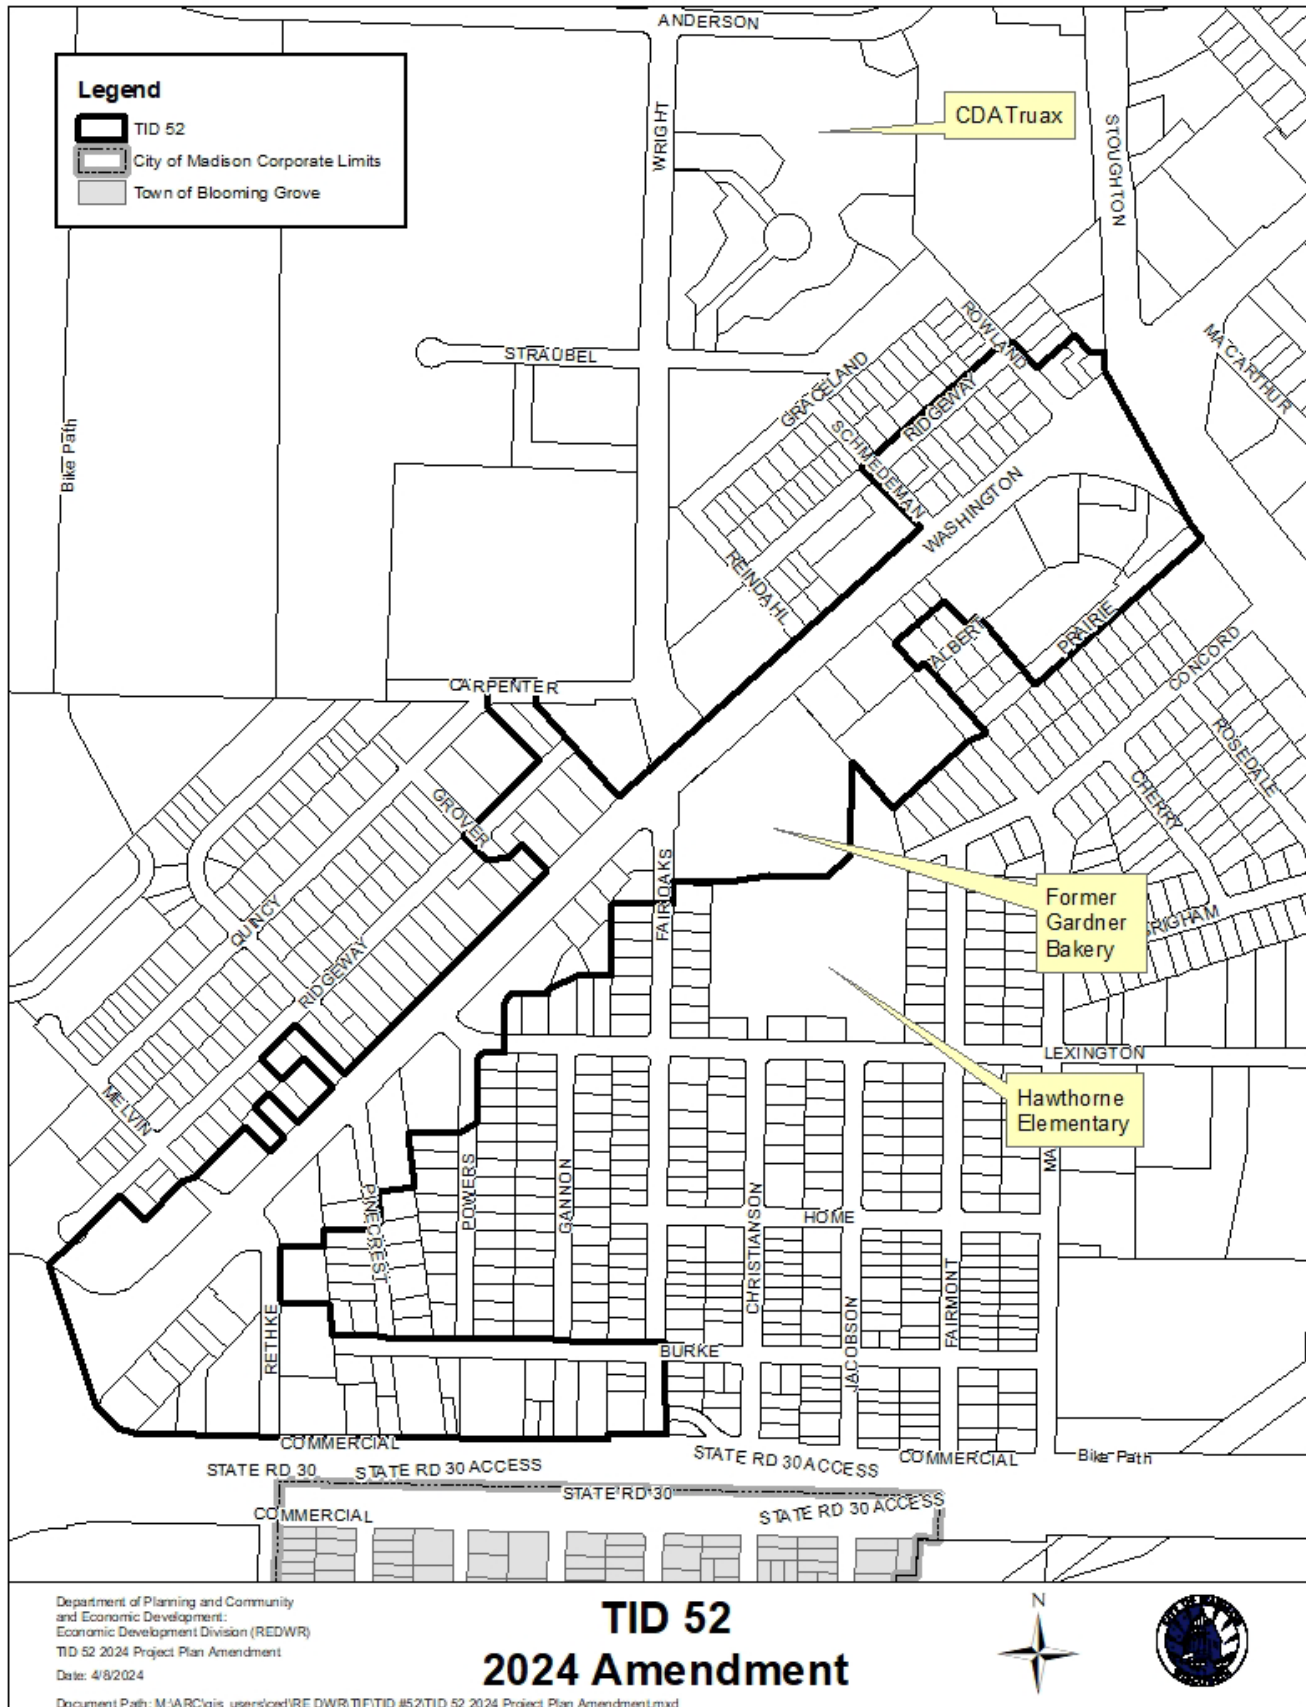 ANDERSON
Legend
TID 52
City of Madison Corporate Limits
Town of Blooming Grove
WRIGHT
CDA Truax
STOUGHTON
STRAUBEL
ROWLAND
MACARTHUR
GRACELAND
RIDGEWAY
SCHMEDEMAN
Bike Path
WASHINGTON
REINDAHL
ALBERT
PRAIRIE
CONCORD
CARPENTER
ROSEDALE
CHERRY
GROVER
FAIR OAKS
Former
Gardner
Bakery
BRIGHAM
QUINCY
RIDGEWAY
LEXINGTON
Hawthorne
Elementary
MELVIN
MA
POWERS
GANNON
PINECREST
CHRISTIANSON
HOME
FAIRMONT
JACOBSON
RETHKE
BURKE
COMMERCIAL
STATE RD 30 ACCESS
COMMERCIAL
Bike Path
STATE RD 30
STATE RD 30 ACCESS
STATE RD 30
STATE RD 30 ACCESS
COMMERCIAL
Department of Planning and Community
and Economic Development:
Economic Development Division (REDWR)
TID 52 2024 Project Plan Amendment
Date: 4/8/2024
TID 52
2024 Amendment
N